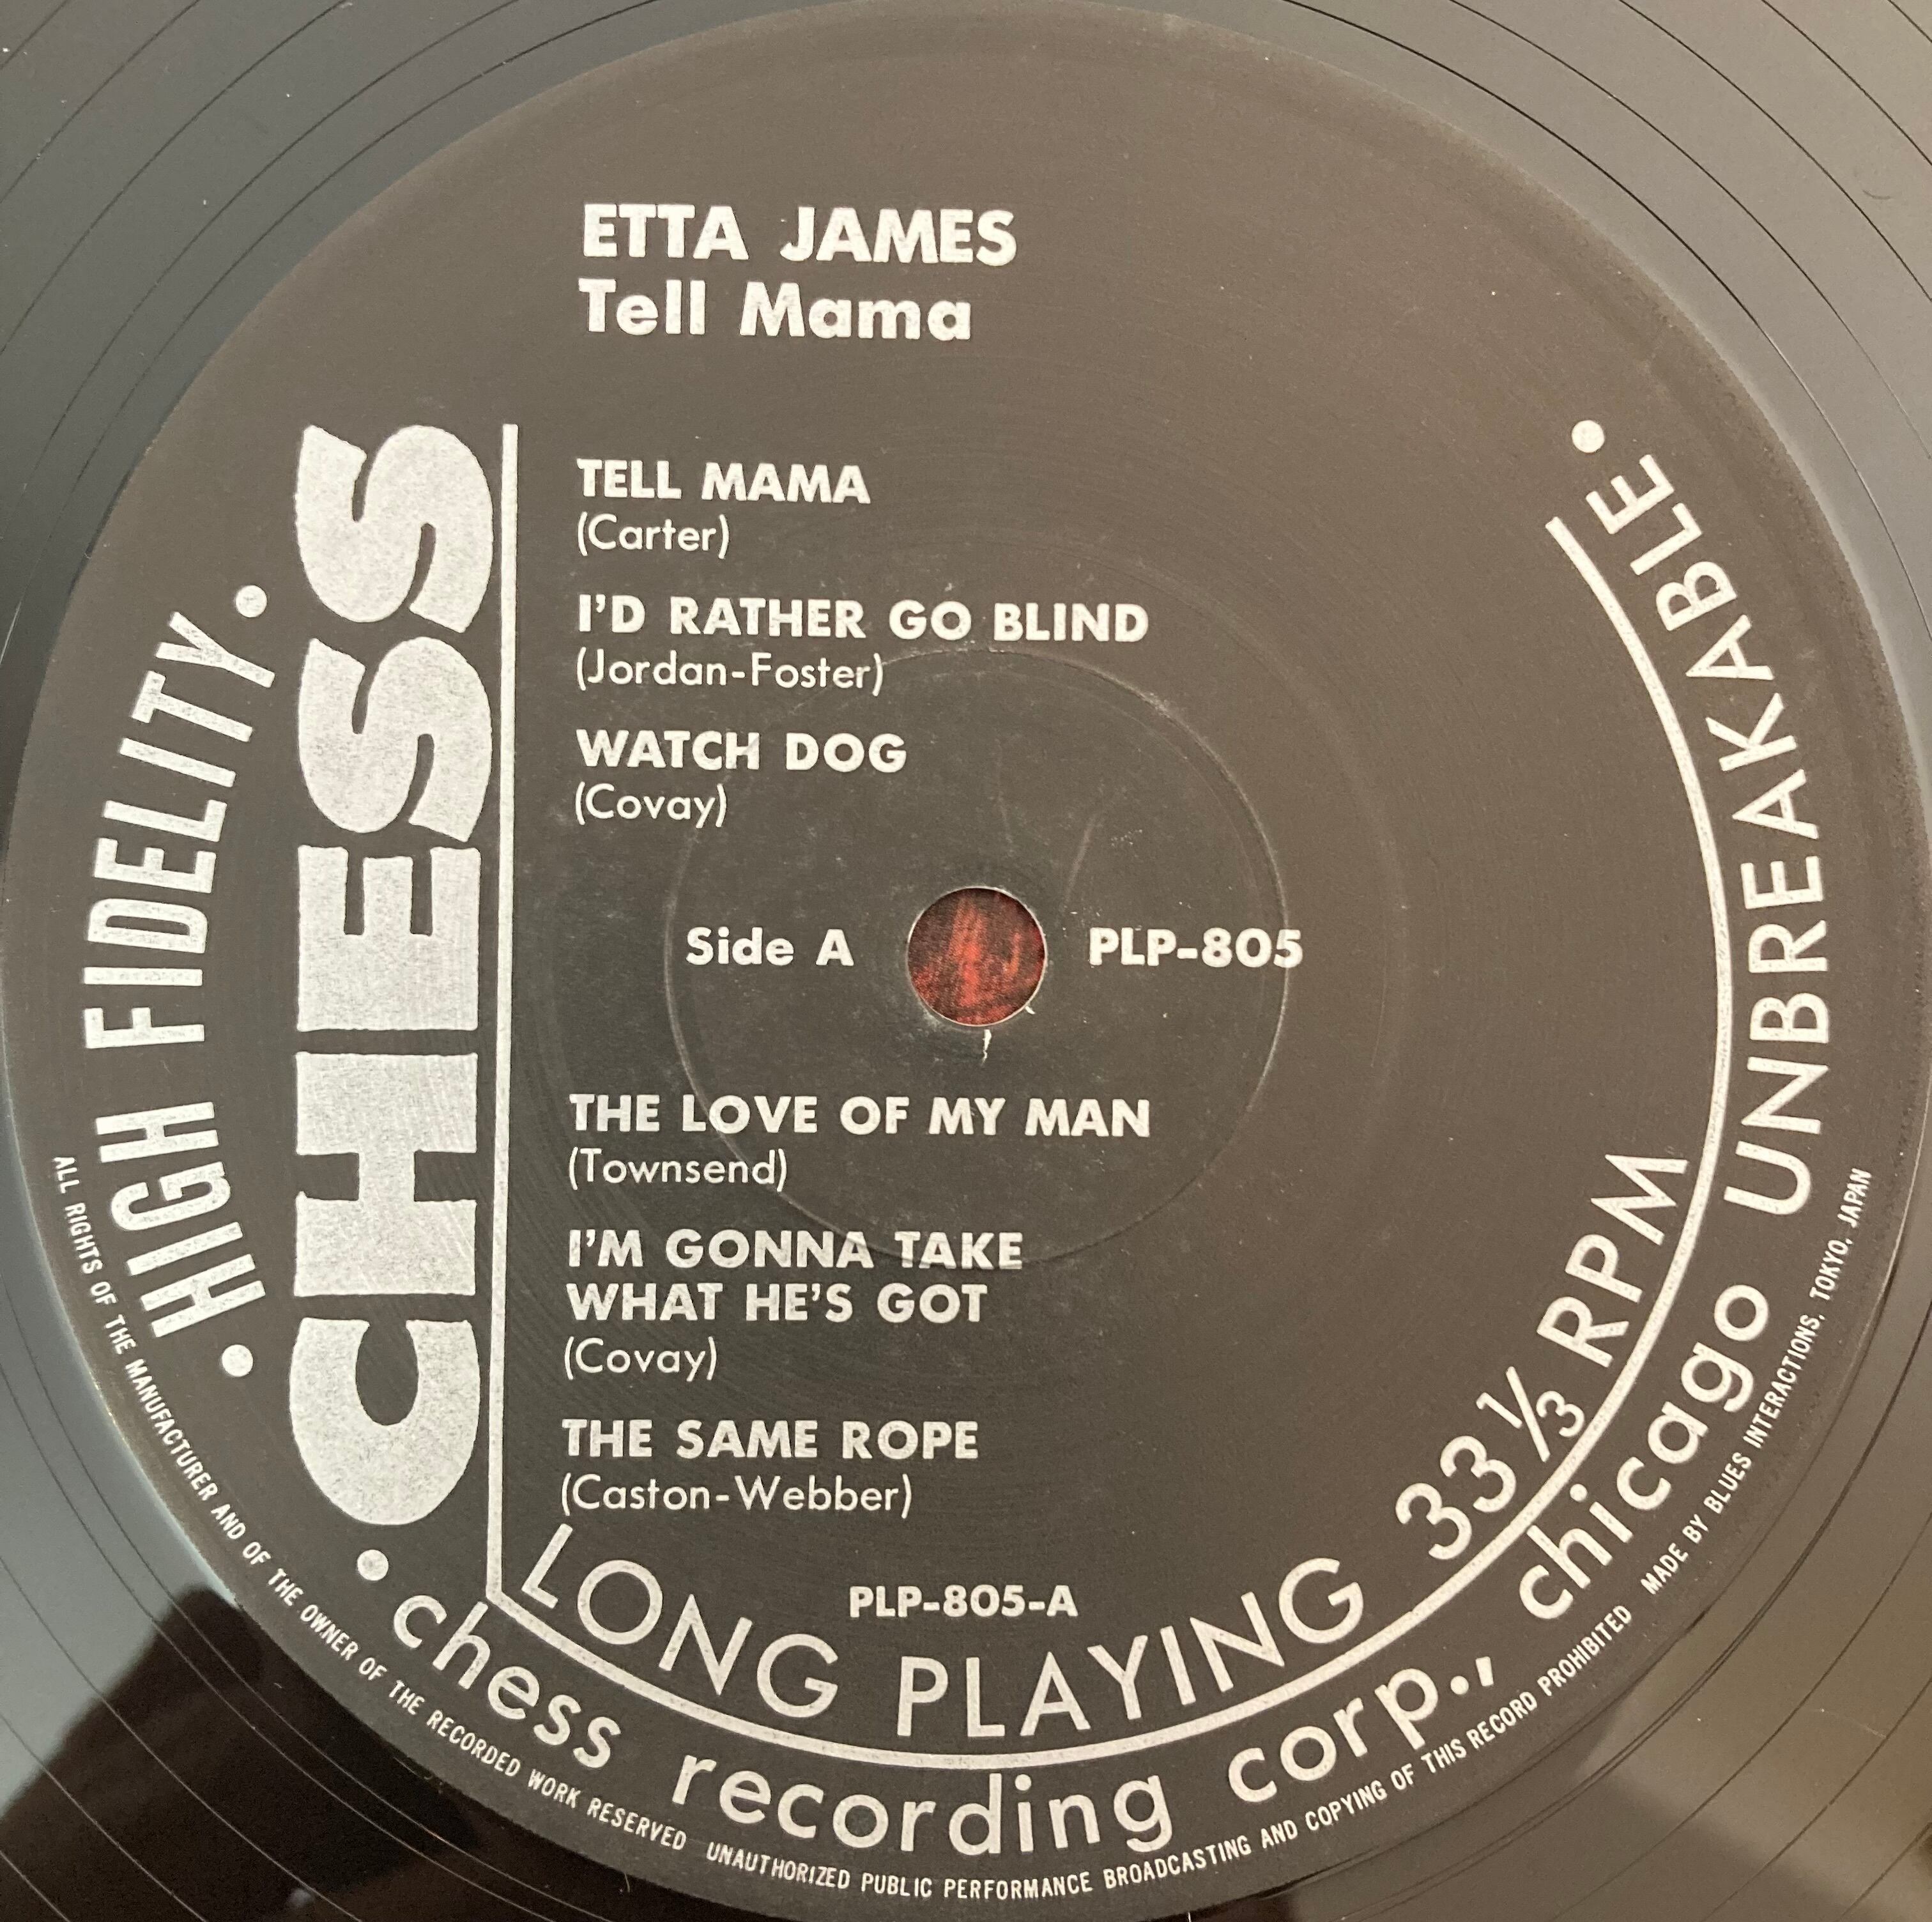 ETTA JAMES
Tell Mama
TELL MAMA
(Carter)
I'D RATHER GO BLIND
(Jordan-Foster)
WATCH DOG
(Covay)
Side A
PLP-805
THE LOVE OF MY MAN
(Townsend)
I'M GONNA TAKE
WHAT HE'S GOT
(Covay)
THE SAME ROPE
(Caston-Webber)
PLP-805-A
LONG PLAYING 33⅓ RPM
CHESS
• HIGH FIDELITY •
• chess recording corp., chicago UNBREAKABLE •
ALL RIGHTS OF THE MANUFACTURER AND OF THE OWNER OF THE RECORDED WORK RESERVED UNAUTHORIZED PUBLIC PERFORMANCE BROADCASTING AND COPYING OF THIS RECORD PROHIBITED MADE BY BLUES INTERACTIONS, TOKYO, JAPAN